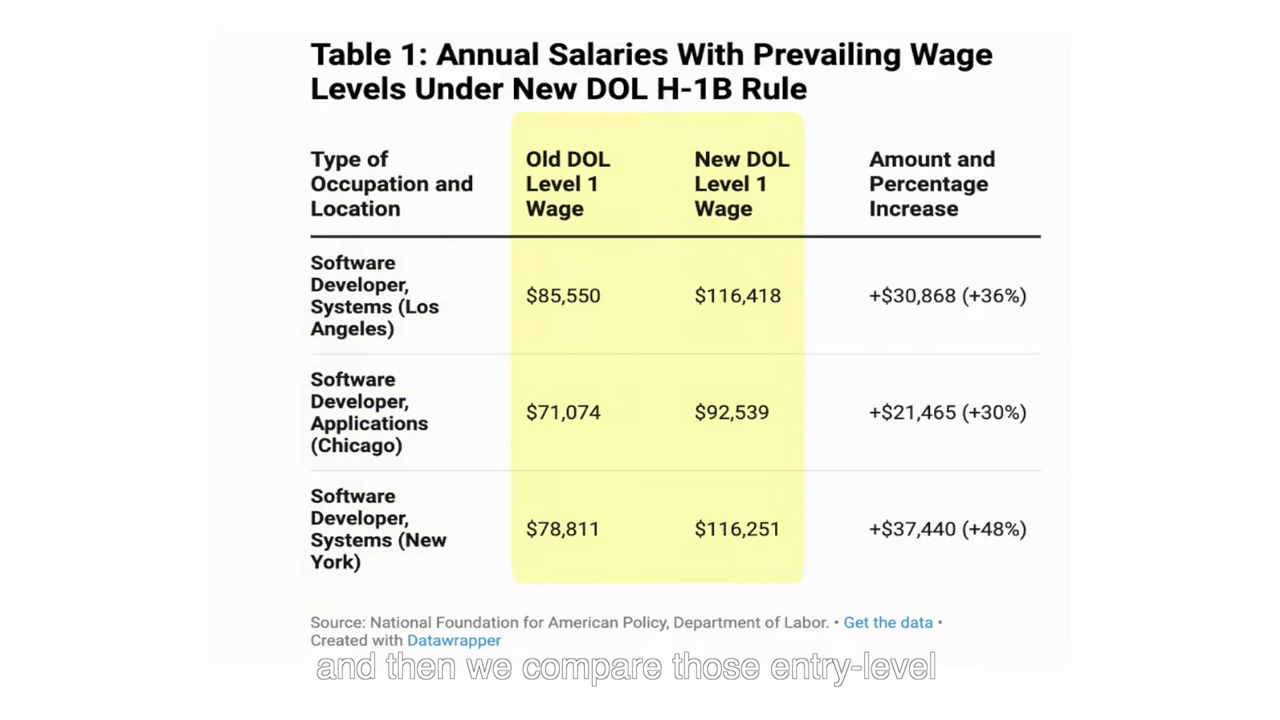 Table 1: Annual Salaries With Prevailing Wage
Levels Under New DOL H-1B Rule
Type of
Occupation and
Location
Old DOL
Level 1
Wage
New DOL
Level 1
Wage
Amount and
Percentage
Increase
Software
Developer,
Systems (Los
Angeles)
$85,550
$116,418
+$30,868 (+36%)
Software
Developer,
Applications
(Chicago)
$71,074
$92,539
+$21,465 (+30%)
Software
Developer,
Systems (New
York)
$78,811
$116,251
+$37,440 (+48%)
Source: National Foundation for American Policy, Department of Labor. • Get the data •
Created with Datawrapper
and then we compare those entry-level